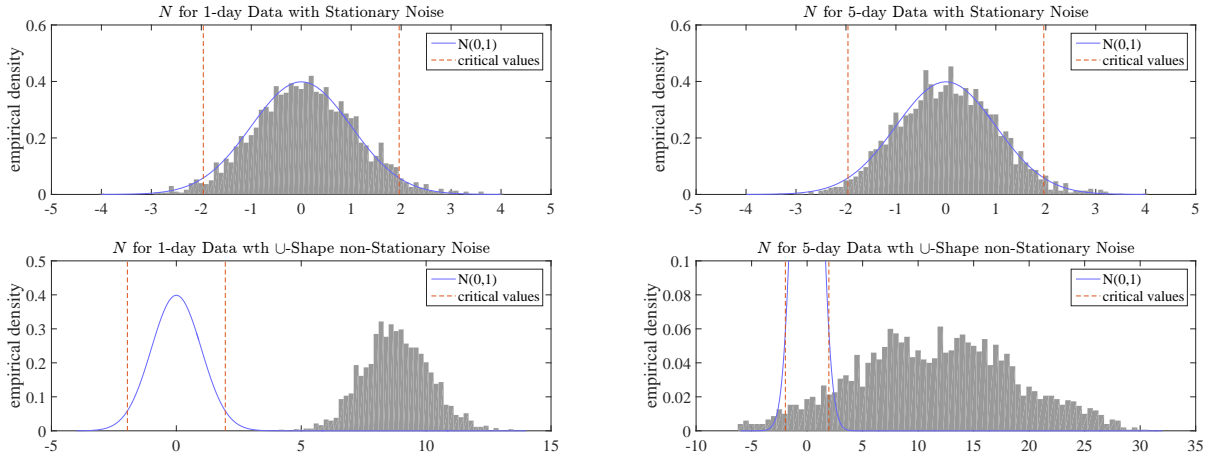 N for 1-day Data with Stationary Noise
empirical density
0.6
0.4
0.2
0
-5 -4 -3 -2 -1 0 1 2 3 4 5
N(0,1)
critical values
N for 5-day Data with Stationary Noise
empirical density
0.6
0.4
0.2
0
-5 -4 -3 -2 -1 0 1 2 3 4 5
N(0,1)
critical values
N for 1-day Data wth ∪-Shape non-Stationary Noise
empirical density
0.5
0.4
0.3
0.2
0.1
0
-5 0 5 10 15
N(0,1)
critical values
N for 5-day Data wth ∪-Shape non-Stationary Noise
empirical density
0.1
0.08
0.06
0.04
0.02
0
-10 -5 0 5 10 15 20 25 30 35
N(0,1)
critical values